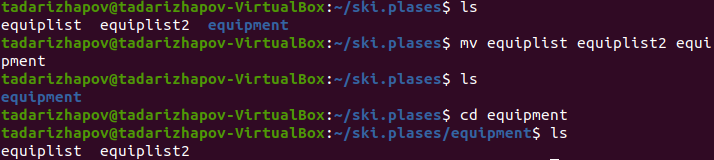 tadarizhapov@tadarizhapov-VirtualBox:~/ski.plases$ ls
equiplist  equiplist2  equipment
tadarizhapov@tadarizhapov-VirtualBox:~/ski.plases$ mv equiplist equiplist2 equi
pment
tadarizhapov@tadarizhapov-VirtualBox:~/ski.plases$ ls
equipment
tadarizhapov@tadarizhapov-VirtualBox:~/ski.plases$ cd equipment
tadarizhapov@tadarizhapov-VirtualBox:~/ski.plases/equipment$ ls
equiplist  equiplist2